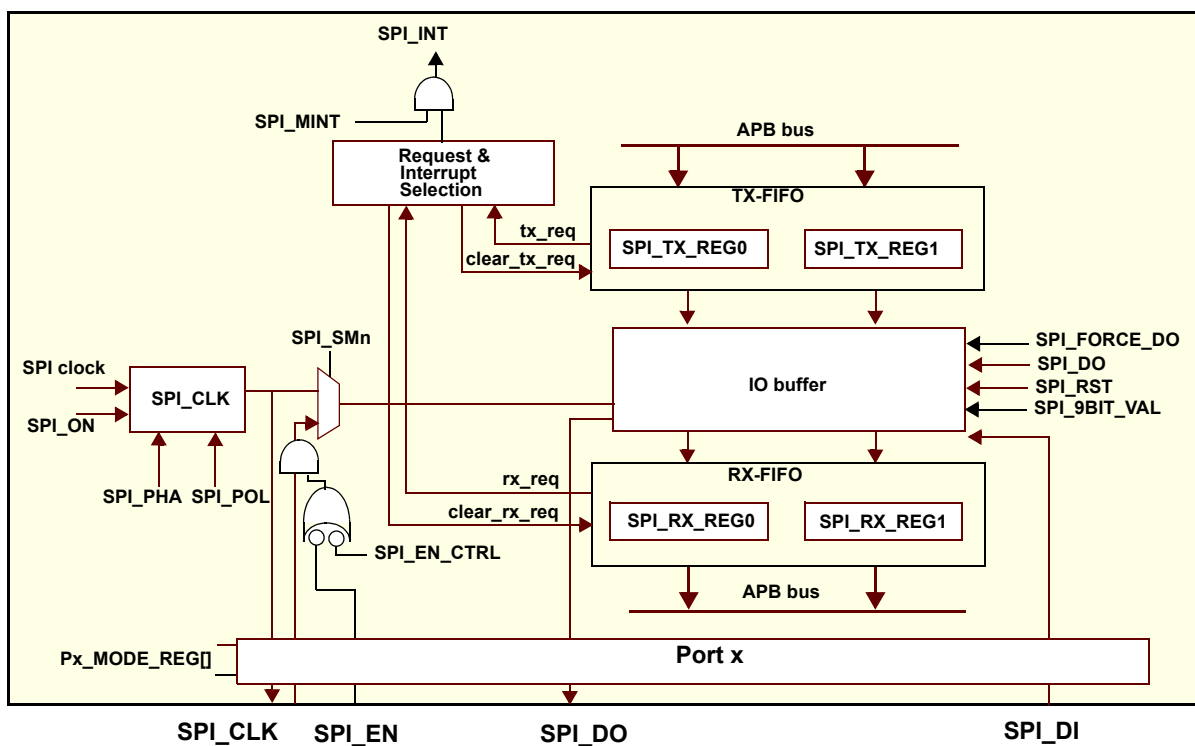 SPI_INT
SPI_MINT
APB bus
Request &
Interrupt
Selection
TX-FIFO
tx_req
SPI_TX_REG0
SPI_TX_REG1
clear_tx_req
SPI_SMn
SPI_FORCE_DO
SPI clock
SPI_DO
SPI_CLK
IO buffer
SPI_RST
SPI_ON
SPI_9BIT_VAL
SPI_PHA
SPI_POL
rx_req
RX-FIFO
clear_rx_req
SPI_RX_REG0
SPI_RX_REG1
SPI_EN_CTRL
APB bus
Px_MODE_REG[]
Port x
SPI_CLK
SPI_EN
SPI_DO
SPI_DI